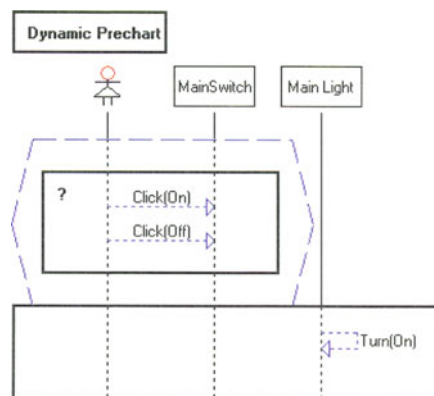 Dynamic Prechart
MainSwitch
Main Light
?
Click(On)
Click(Off)
Turn(On)